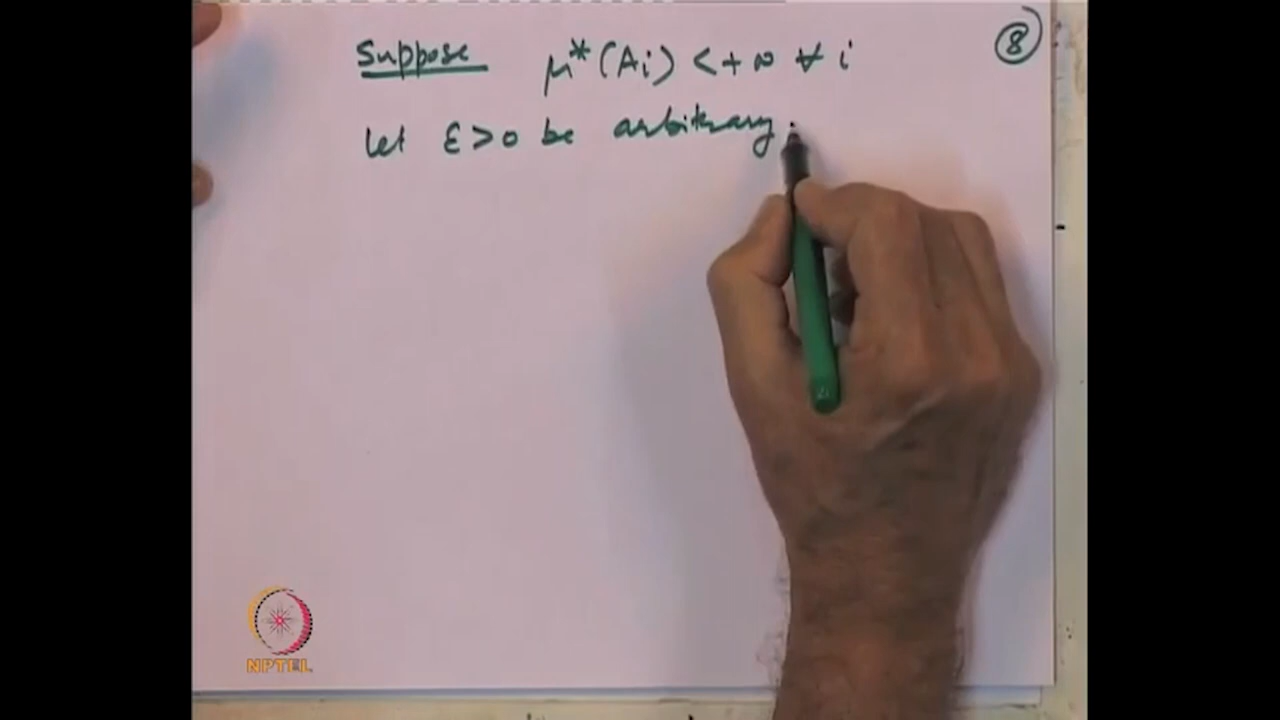 Suppose μ*(Ai) < +∞ ∀ i
⑧
Let ε > 0 be arbitrary.
NPTEL